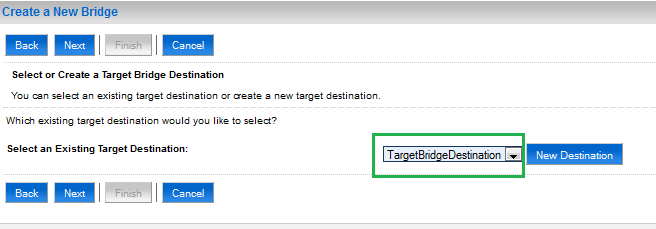 Create a New Bridge
Back Next Finish Cancel
Select or Create a Target Bridge Destination
You can select an existing target destination or create a new target destination.
Which existing target destination would you like to select?
Select an Existing Target Destination: TargetBridgeDestination New Destination
Back Next Finish Cancel